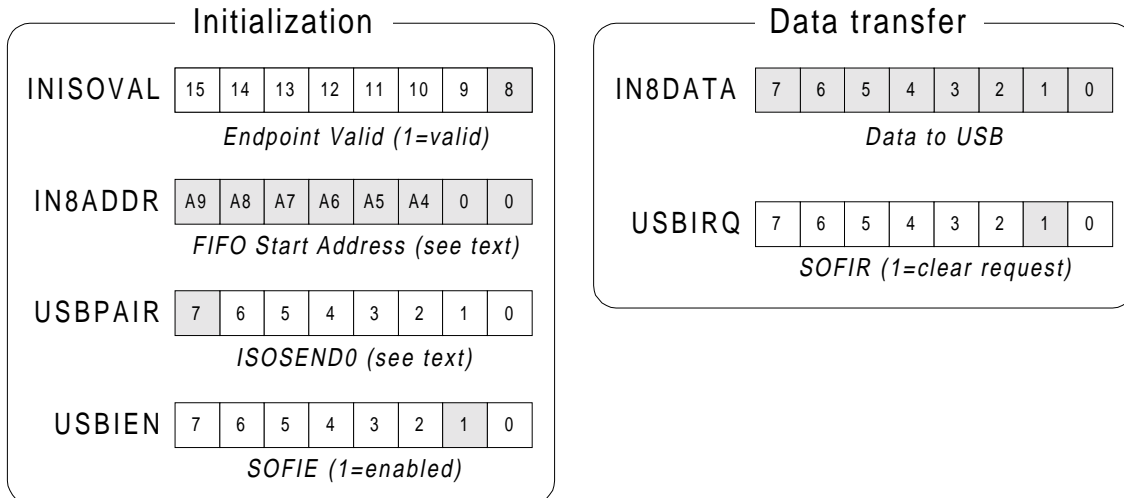 Initialization
INISOVAL 15 14 13 12 11 10 9 8
Endpoint Valid (1=valid)
IN8ADDR A9 A8 A7 A6 A5 A4 0 0
FIFO Start Address (see text)
USBPAIR 7 6 5 4 3 2 1 0
ISOSEND0 (see text)
USBIEN 7 6 5 4 3 2 1 0
SOFIE (1=enabled)
Data transfer
IN8DATA 7 6 5 4 3 2 1 0
Data to USB
USBIRQ 7 6 5 4 3 2 1 0
SOFIR (1=clear request)